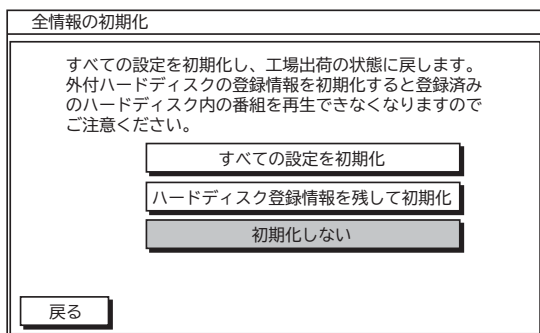 全情報の初期化
すべての設定を初期化し、工場出荷の状態に戻します。
外付ハードディスクの登録情報を初期化すると登録済み
のハードディスク内の番組を再生できなくなりますので
ご注意ください。
すべての設定を初期化
ハードディスク登録情報を残して初期化
初期化しない
戻る